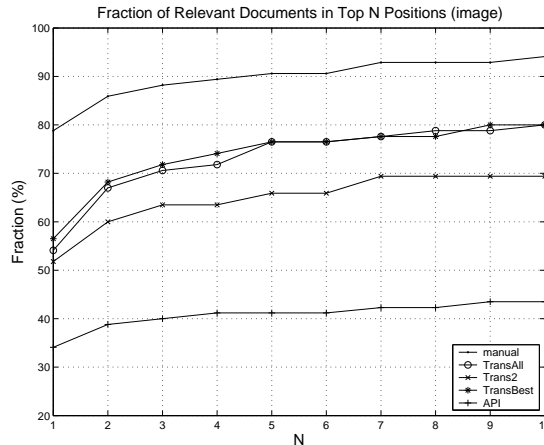 Fraction of Relevant Documents in Top N Positions (image)
100
90
80
70
60
50
40
30
20
Fraction (%)
1 2 3 4 5 6 7 8 9 1
N
manual
TransAll
Trans2
TransBest
API